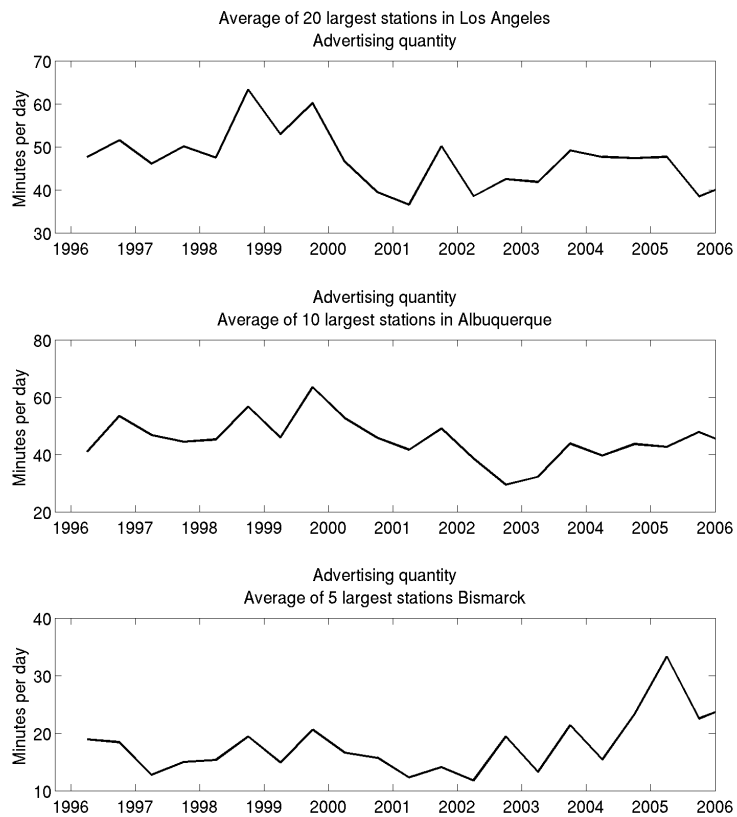 Average of 20 largest stations in Los Angeles
Advertising quantity
Minutes per day
70
60
50
40
30
1996 1997 1998 1999 2000 2001 2002 2003 2004 2005 2006
Advertising quantity
Average of 10 largest stations in Albuquerque
Minutes per day
80
60
40
20
1996 1997 1998 1999 2000 2001 2002 2003 2004 2005 2006
Advertising quantity
Average of 5 largest stations Bismarck
Minutes per day
40
30
20
10
1996 1997 1998 1999 2000 2001 2002 2003 2004 2005 2006